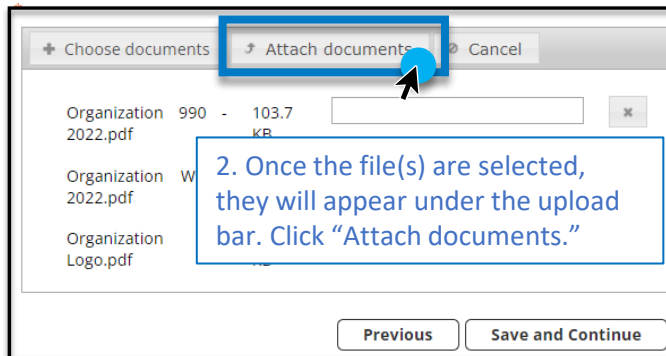 + Choose documents Attach documents Cancel
Organization 990 - 103.7
2022.pdf KB
Organization W
2022.pdf
Organization
Logo.pdf KB
2. Once the file(s) are selected,
they will appear under the upload
bar. Click “Attach documents.”
Previous Save and Continue